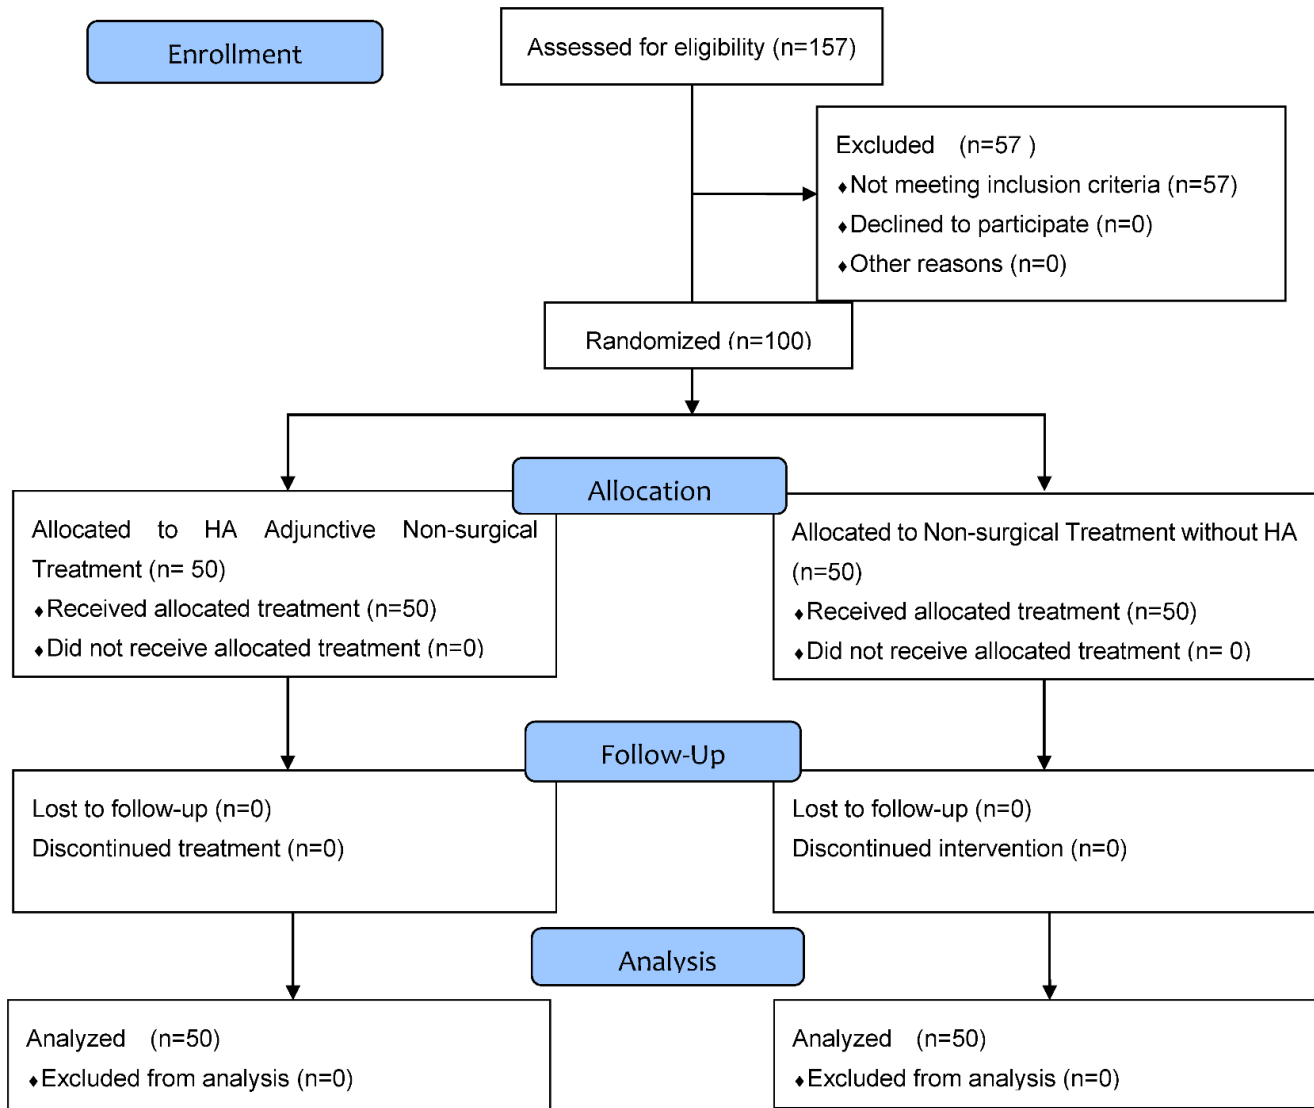 Enrollment
Assessed for eligibility (n=157)
Excluded (n=57 )
♦Not meeting inclusion criteria (n=57)
♦Declined to participate (n=0)
♦Other reasons (n=0)
Randomized (n=100)
Allocation
Allocated to HA Adjunctive Non-surgical
Treatment (n= 50)
♦Received allocated treatment (n=50)
♦Did not receive allocated treatment (n=0)
Allocated to Non-surgical Treatment without HA
(n=50)
♦Received allocated treatment (n=50)
♦Did not receive allocated treatment (n= 0)
Follow-Up
Lost to follow-up (n=0)
Discontinued treatment (n=0)
Lost to follow-up (n=0)
Discontinued intervention (n=0)
Analysis
Analyzed (n=50)
♦Excluded from analysis (n=0)
Analyzed (n=50)
♦Excluded from analysis (n=0)